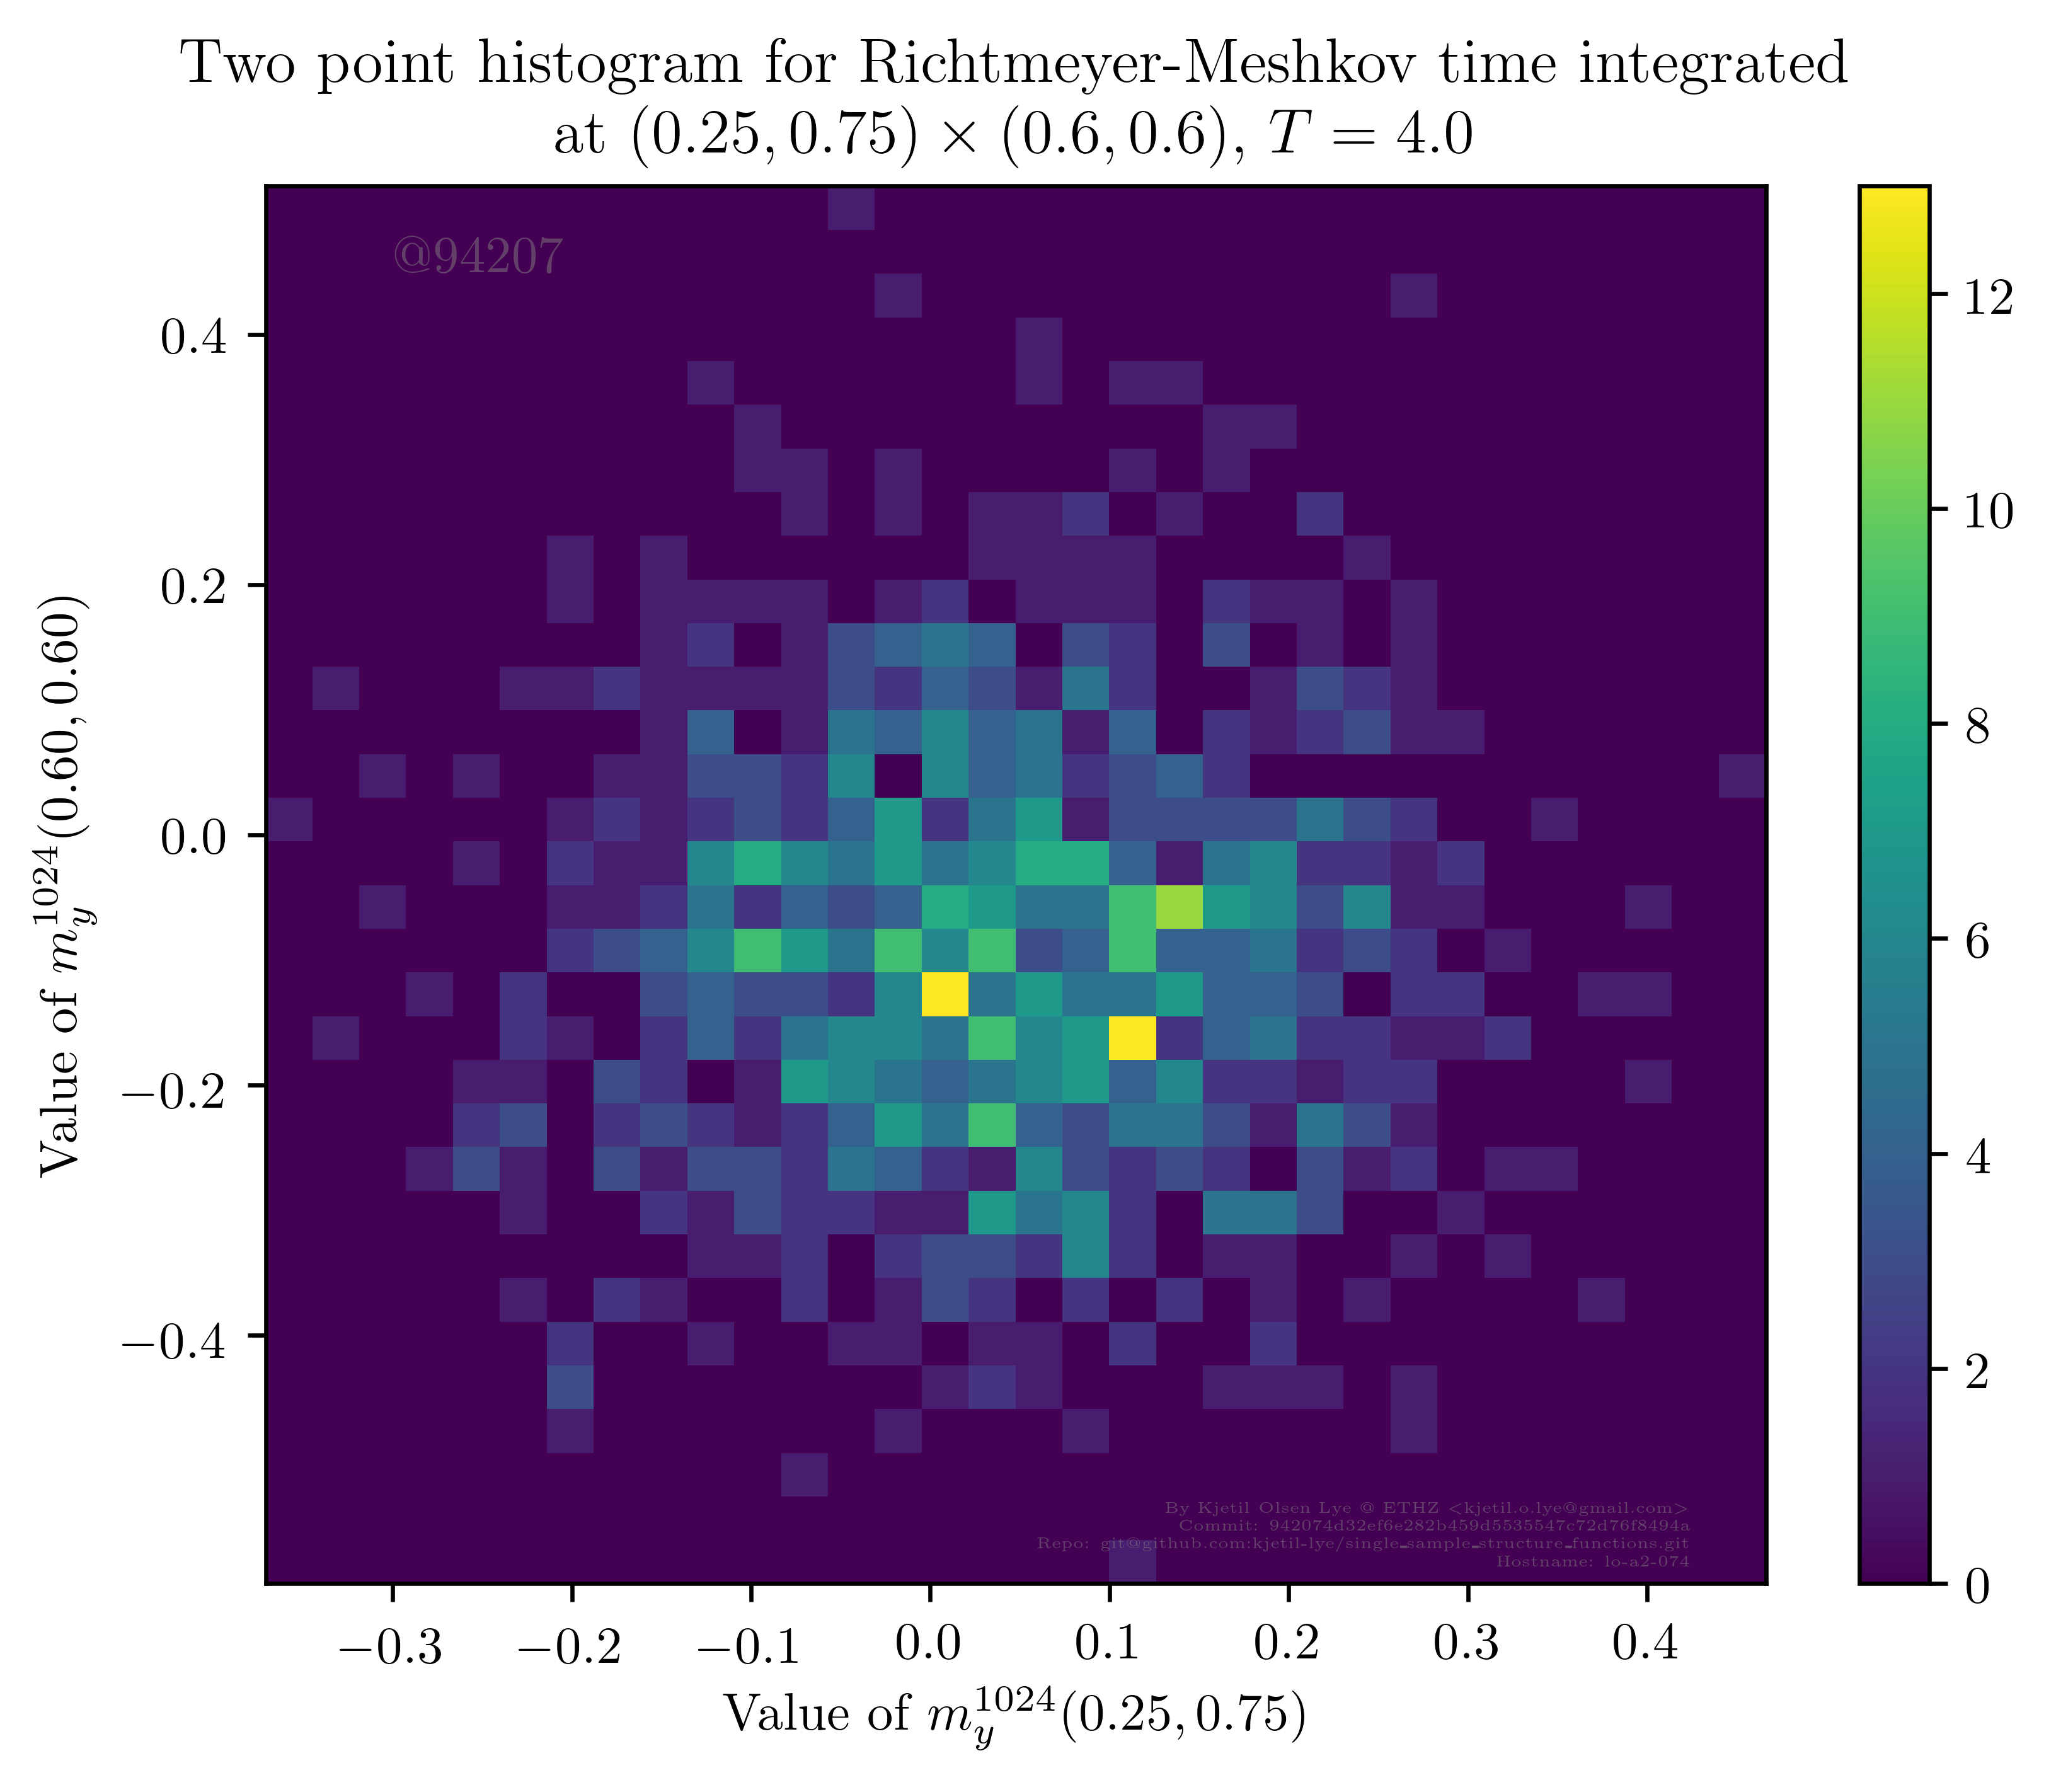 Two point histogram for Richtmeyer-Meshkov time integrated
at (0.25, 0.75) × (0.6, 0.6), T = 4.0
@94207
0.4
0.2
0.0
−0.2
−0.4
Value of m_y^1024(0.60, 0.60)
12
10
8
6
4
2
0
By Kjetil Olsen Lye @ ETHZ <kjetil.o.lye@gmail.com>
Commit: 942074d32ef6e282b459d5535547c72d76f8494a
Repo: git@github.com:kjetil-lye/single_sample_structure_functions.git
Hostname: lo-a2-074
−0.3 −0.2 −0.1 0.0 0.1 0.2 0.3 0.4
Value of m_y^1024(0.25, 0.75)